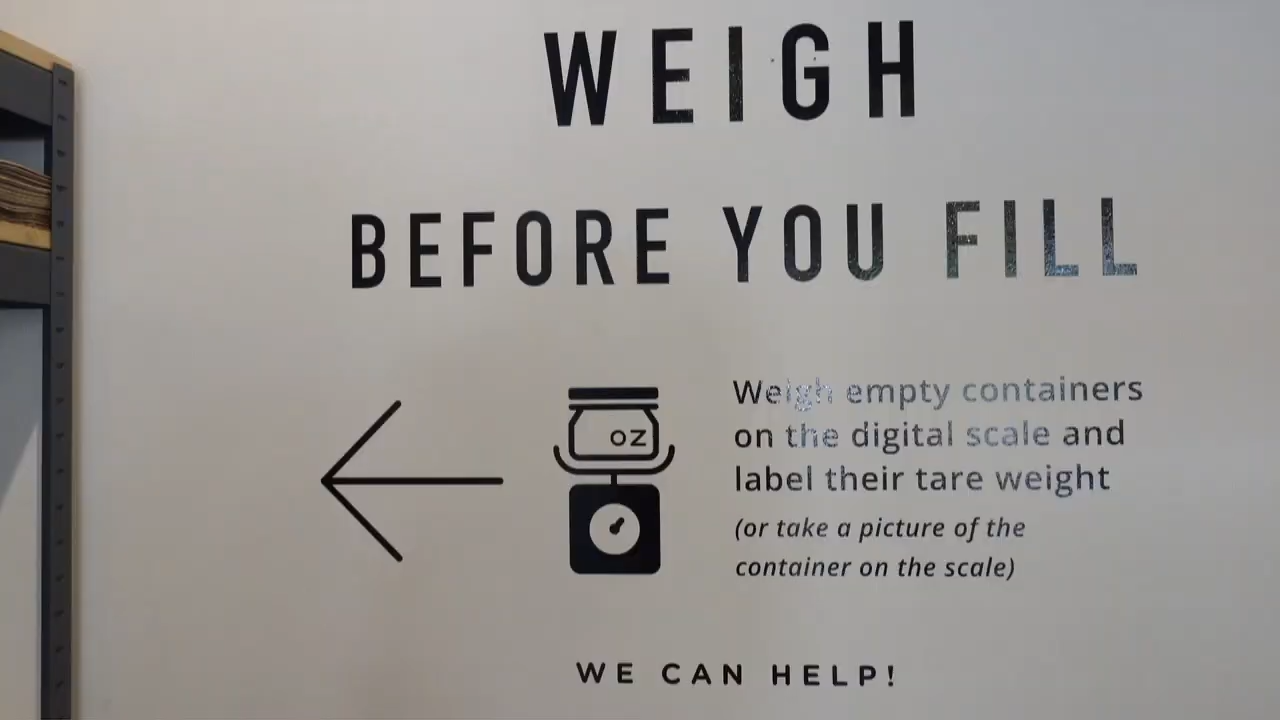 WEIGH
BEFORE YOU FILL
oz
Weigh empty containers
on the digital scale and
label their tare weight
(or take a picture of the
container on the scale)
WE CAN HELP!